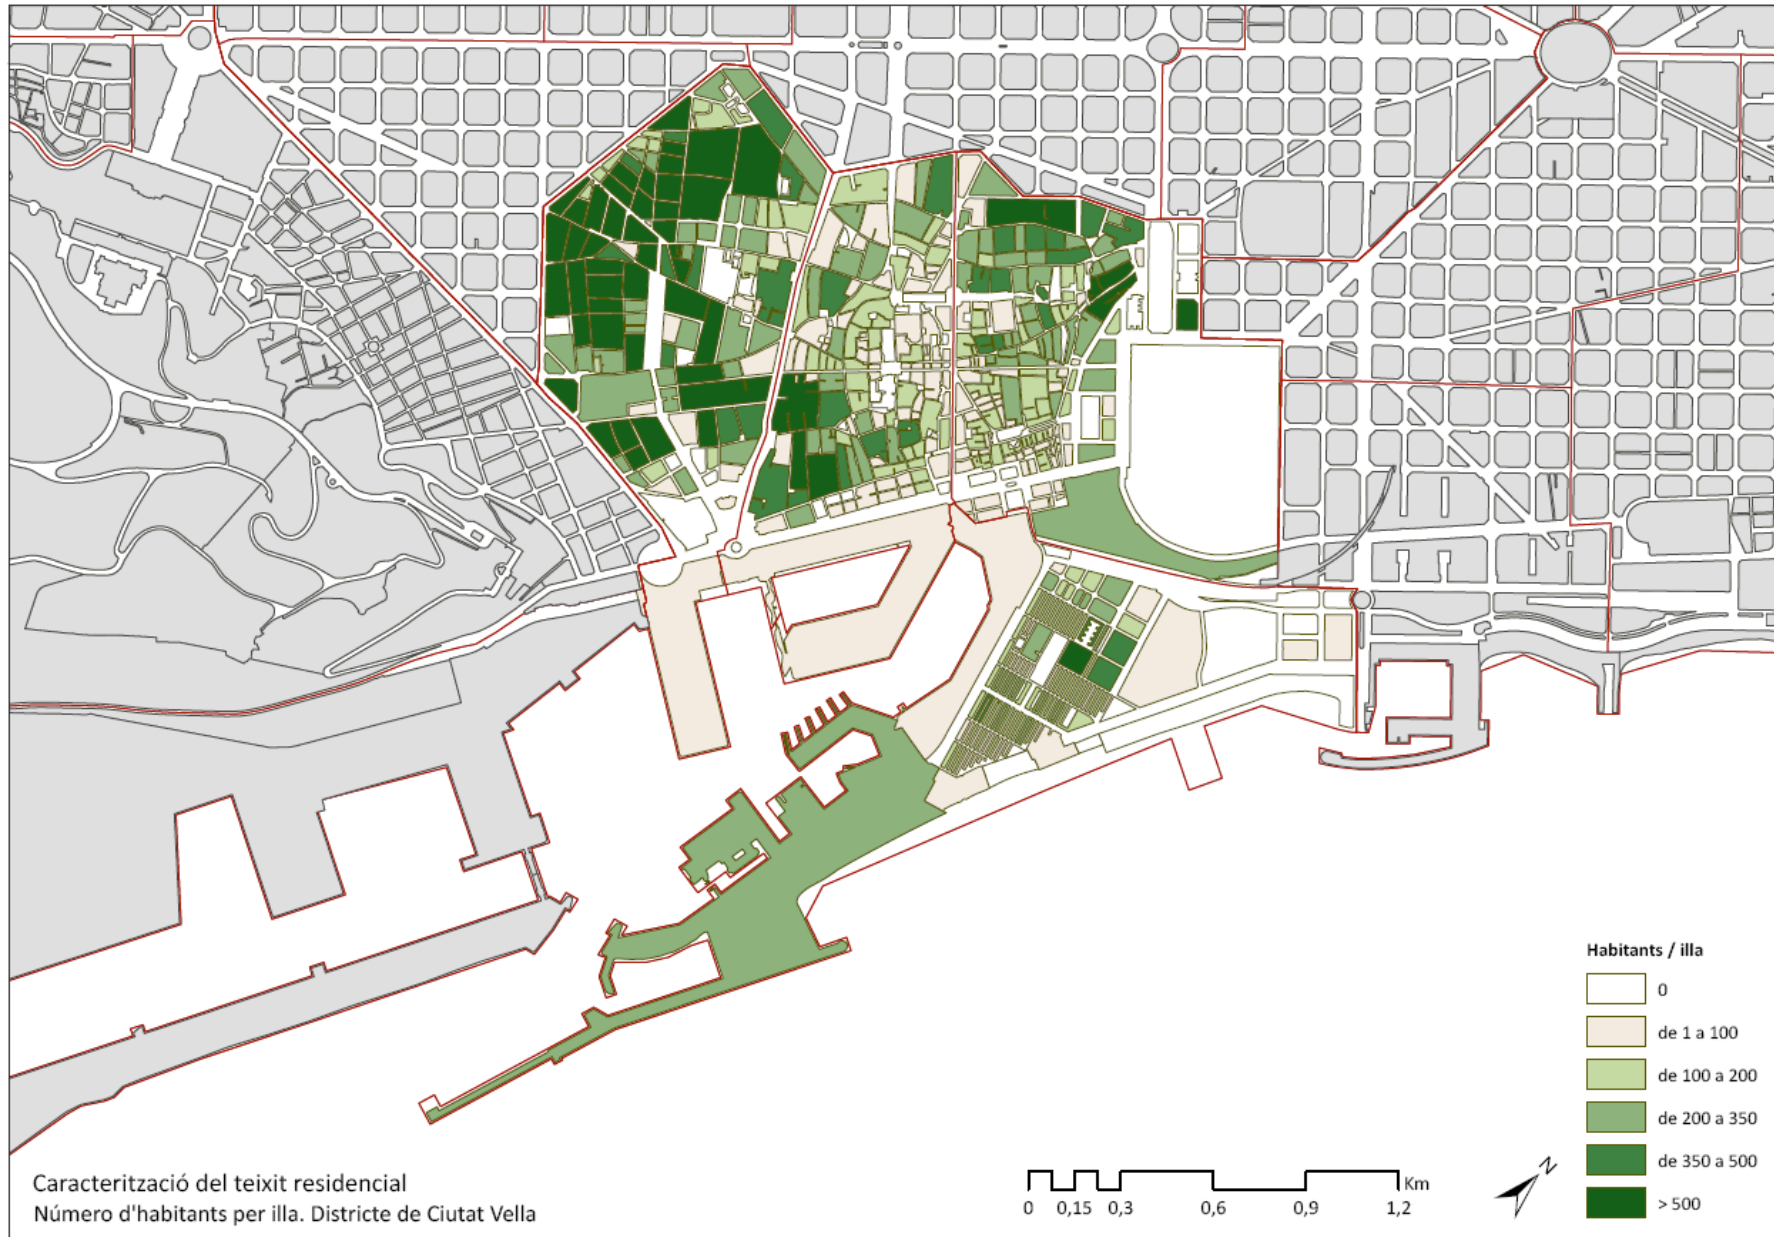 Habitants / illa
0
de 1 a 100
de 100 a 200
de 200 a 350
de 350 a 500
> 500
N
Km
0 0,15 0,3 0,6 0,9 1,2
Caracterització del teixit residencial
Número d'habitants per illa. Districte de Ciutat Vella